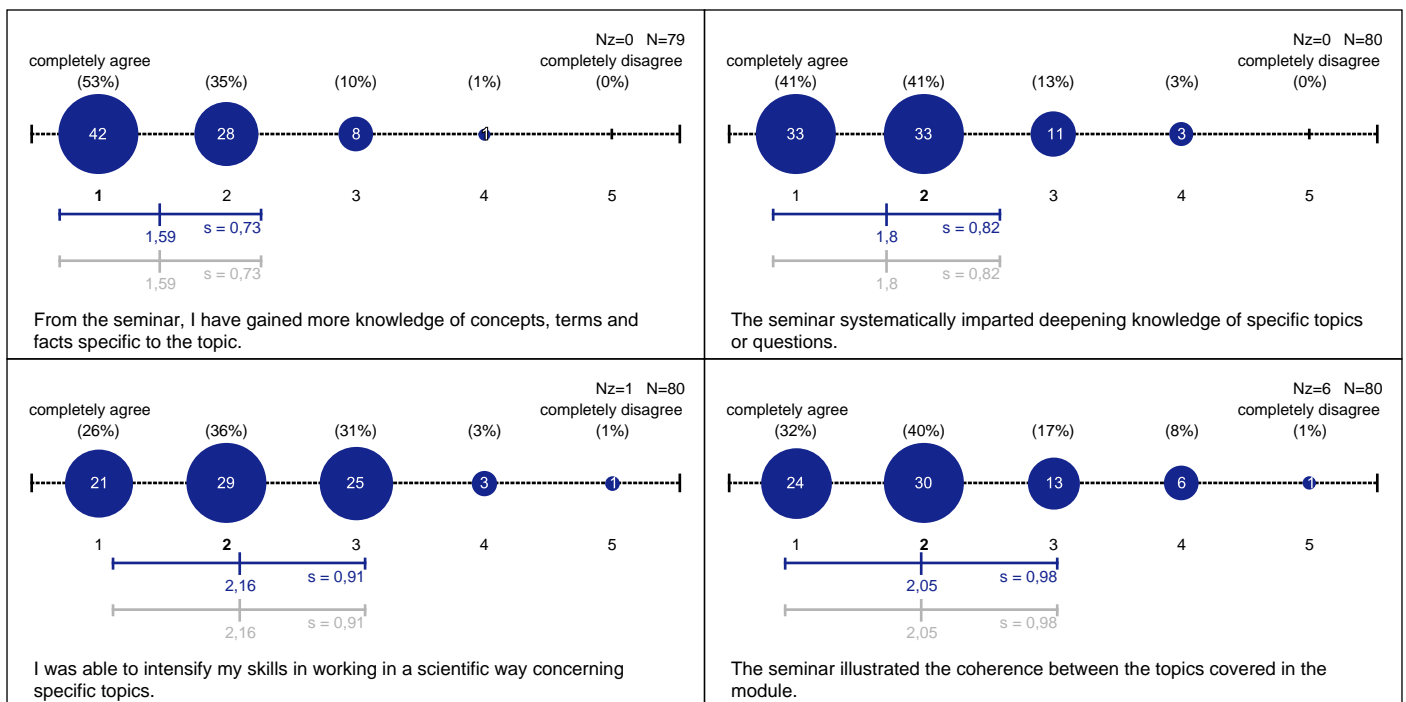 Nz=0 N=79
completely agree completely disagree
(53%) (35%) (10%) (1%) (0%)
42 28 8 1
1 2 3 4 5
s = 0,73
1,59
s = 0,73
1,59
From the seminar, I have gained more knowledge of concepts, terms and
facts specific to the topic.
Nz=0 N=80
completely agree completely disagree
(41%) (41%) (13%) (3%) (0%)
33 33 11 3
1 2 3 4 5
s = 0,82
1,8
s = 0,82
1,8
The seminar systematically imparted deepening knowledge of specific topics
or questions.
Nz=1 N=80
completely agree completely disagree
(26%) (36%) (31%) (3%) (1%)
21 29 25 3 1
1 2 3 4 5
s = 0,91
2,16
s = 0,91
2,16
I was able to intensify my skills in working in a scientific way concerning
specific topics.
Nz=6 N=80
completely agree completely disagree
(32%) (40%) (17%) (8%) (1%)
24 30 13 6 1
1 2 3 4 5
s = 0,98
2,05
s = 0,98
2,05
The seminar illustrated the coherence between the topics covered in the
module.